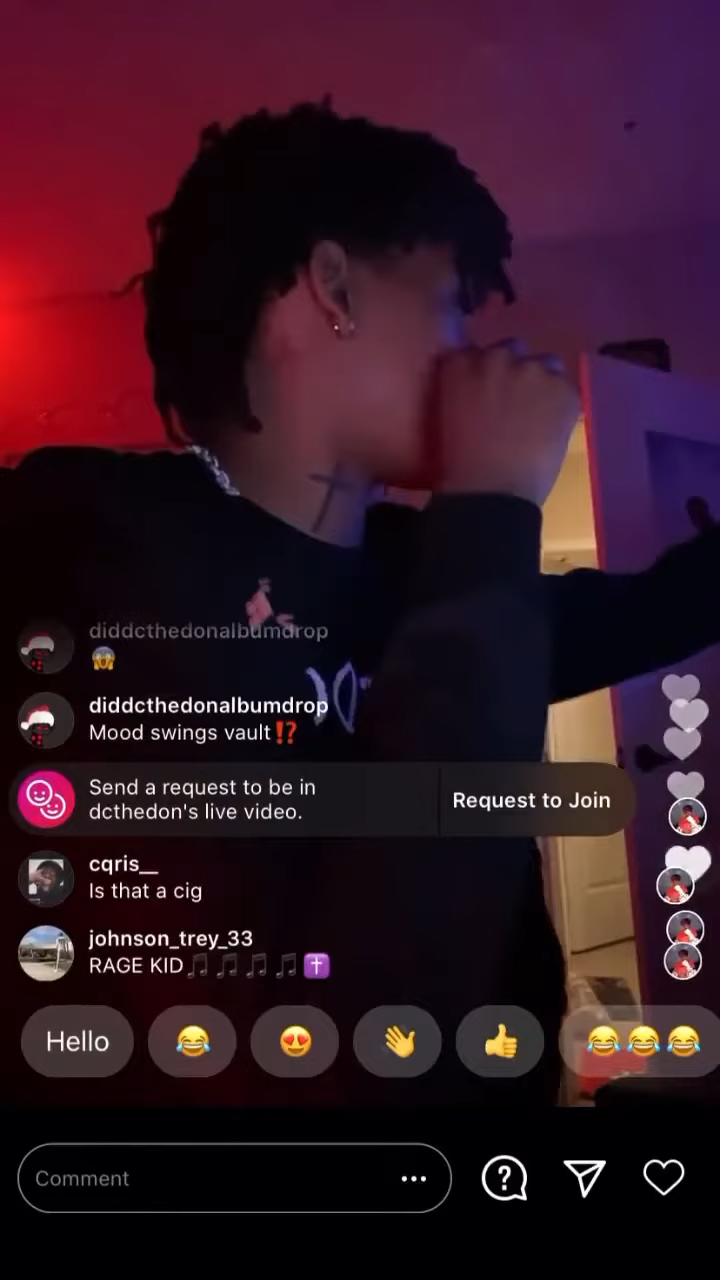 diddcthedonalbumdrop
😱
diddcthedonalbumdrop
Mood swings vault⁉️
Send a request to be in
dcthedon's live video.
Request to Join
cqris__
Is that a cig
johnson_trey_33
RAGE KID🎵🎵🎵🎵✝️
Hello 😂 😍 👋 👍 😂😂😂
Comment